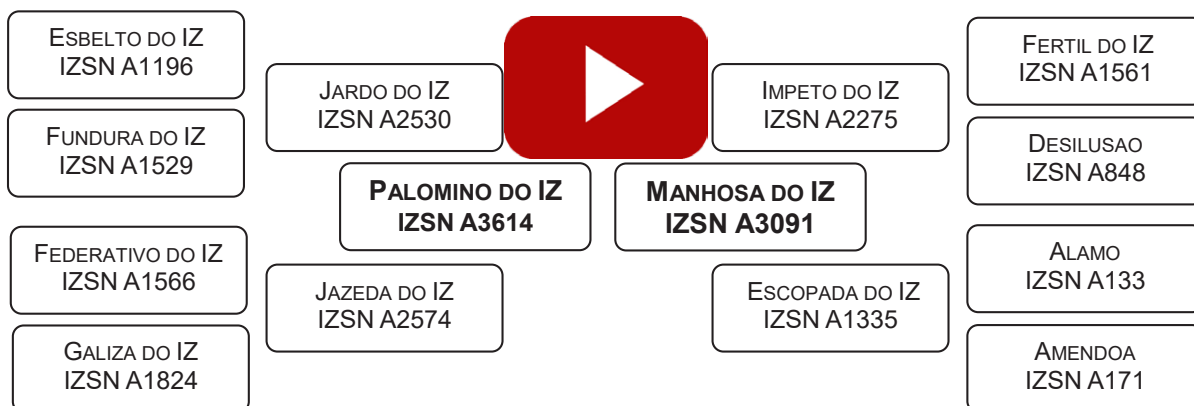 ESBELTO DO IZ
IZSN A1196
FUNDURA DO IZ
IZSN A1529
FEDERATIVO DO IZ
IZSN A1566
GALIZA DO IZ
IZSN A1824
JARDO DO IZ
IZSN A2530
JAZEDA DO IZ
IZSN A2574
PALOMINO DO IZ
IZSN A3614
MANHOSA DO IZ
IZSN A3091
IMPETO DO IZ
IZSN A2275
ESCOPADA DO IZ
IZSN A1335
FERTIL DO IZ
IZSN A1561
DESILUSAO
IZSN A848
ALAMO
IZSN A133
AMENDOA
IZSN A171